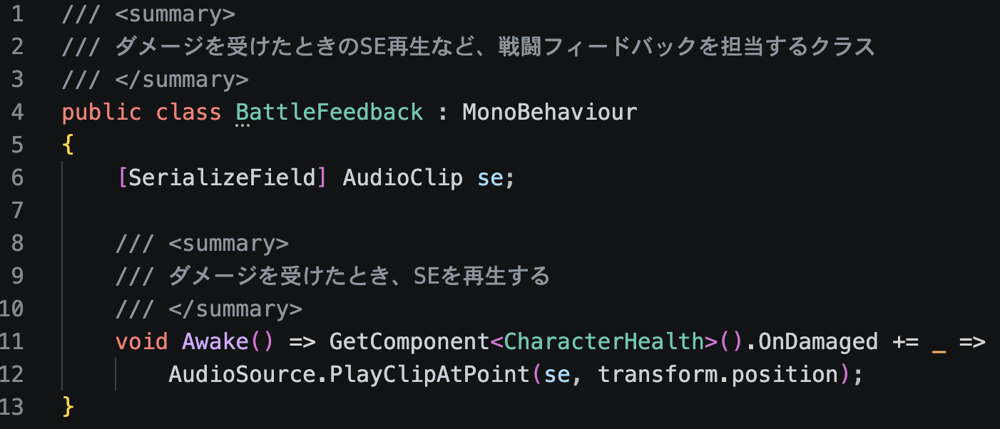 1 /// <summary>
2 /// ダメージを受けたときのSE再生など、戦闘フィードバックを担当するクラス
3 /// </summary>
4 public class BattleFeedback : MonoBehaviour
5 {
6     [SerializeField] AudioClip se;
7
8     /// <summary>
9     /// ダメージを受けたとき、SEを再生する
10     /// </summary>
11     void Awake() => GetComponent<CharacterHealth>().OnDamaged += _ =>
12         AudioSource.PlayClipAtPoint(se, transform.position);
13 }